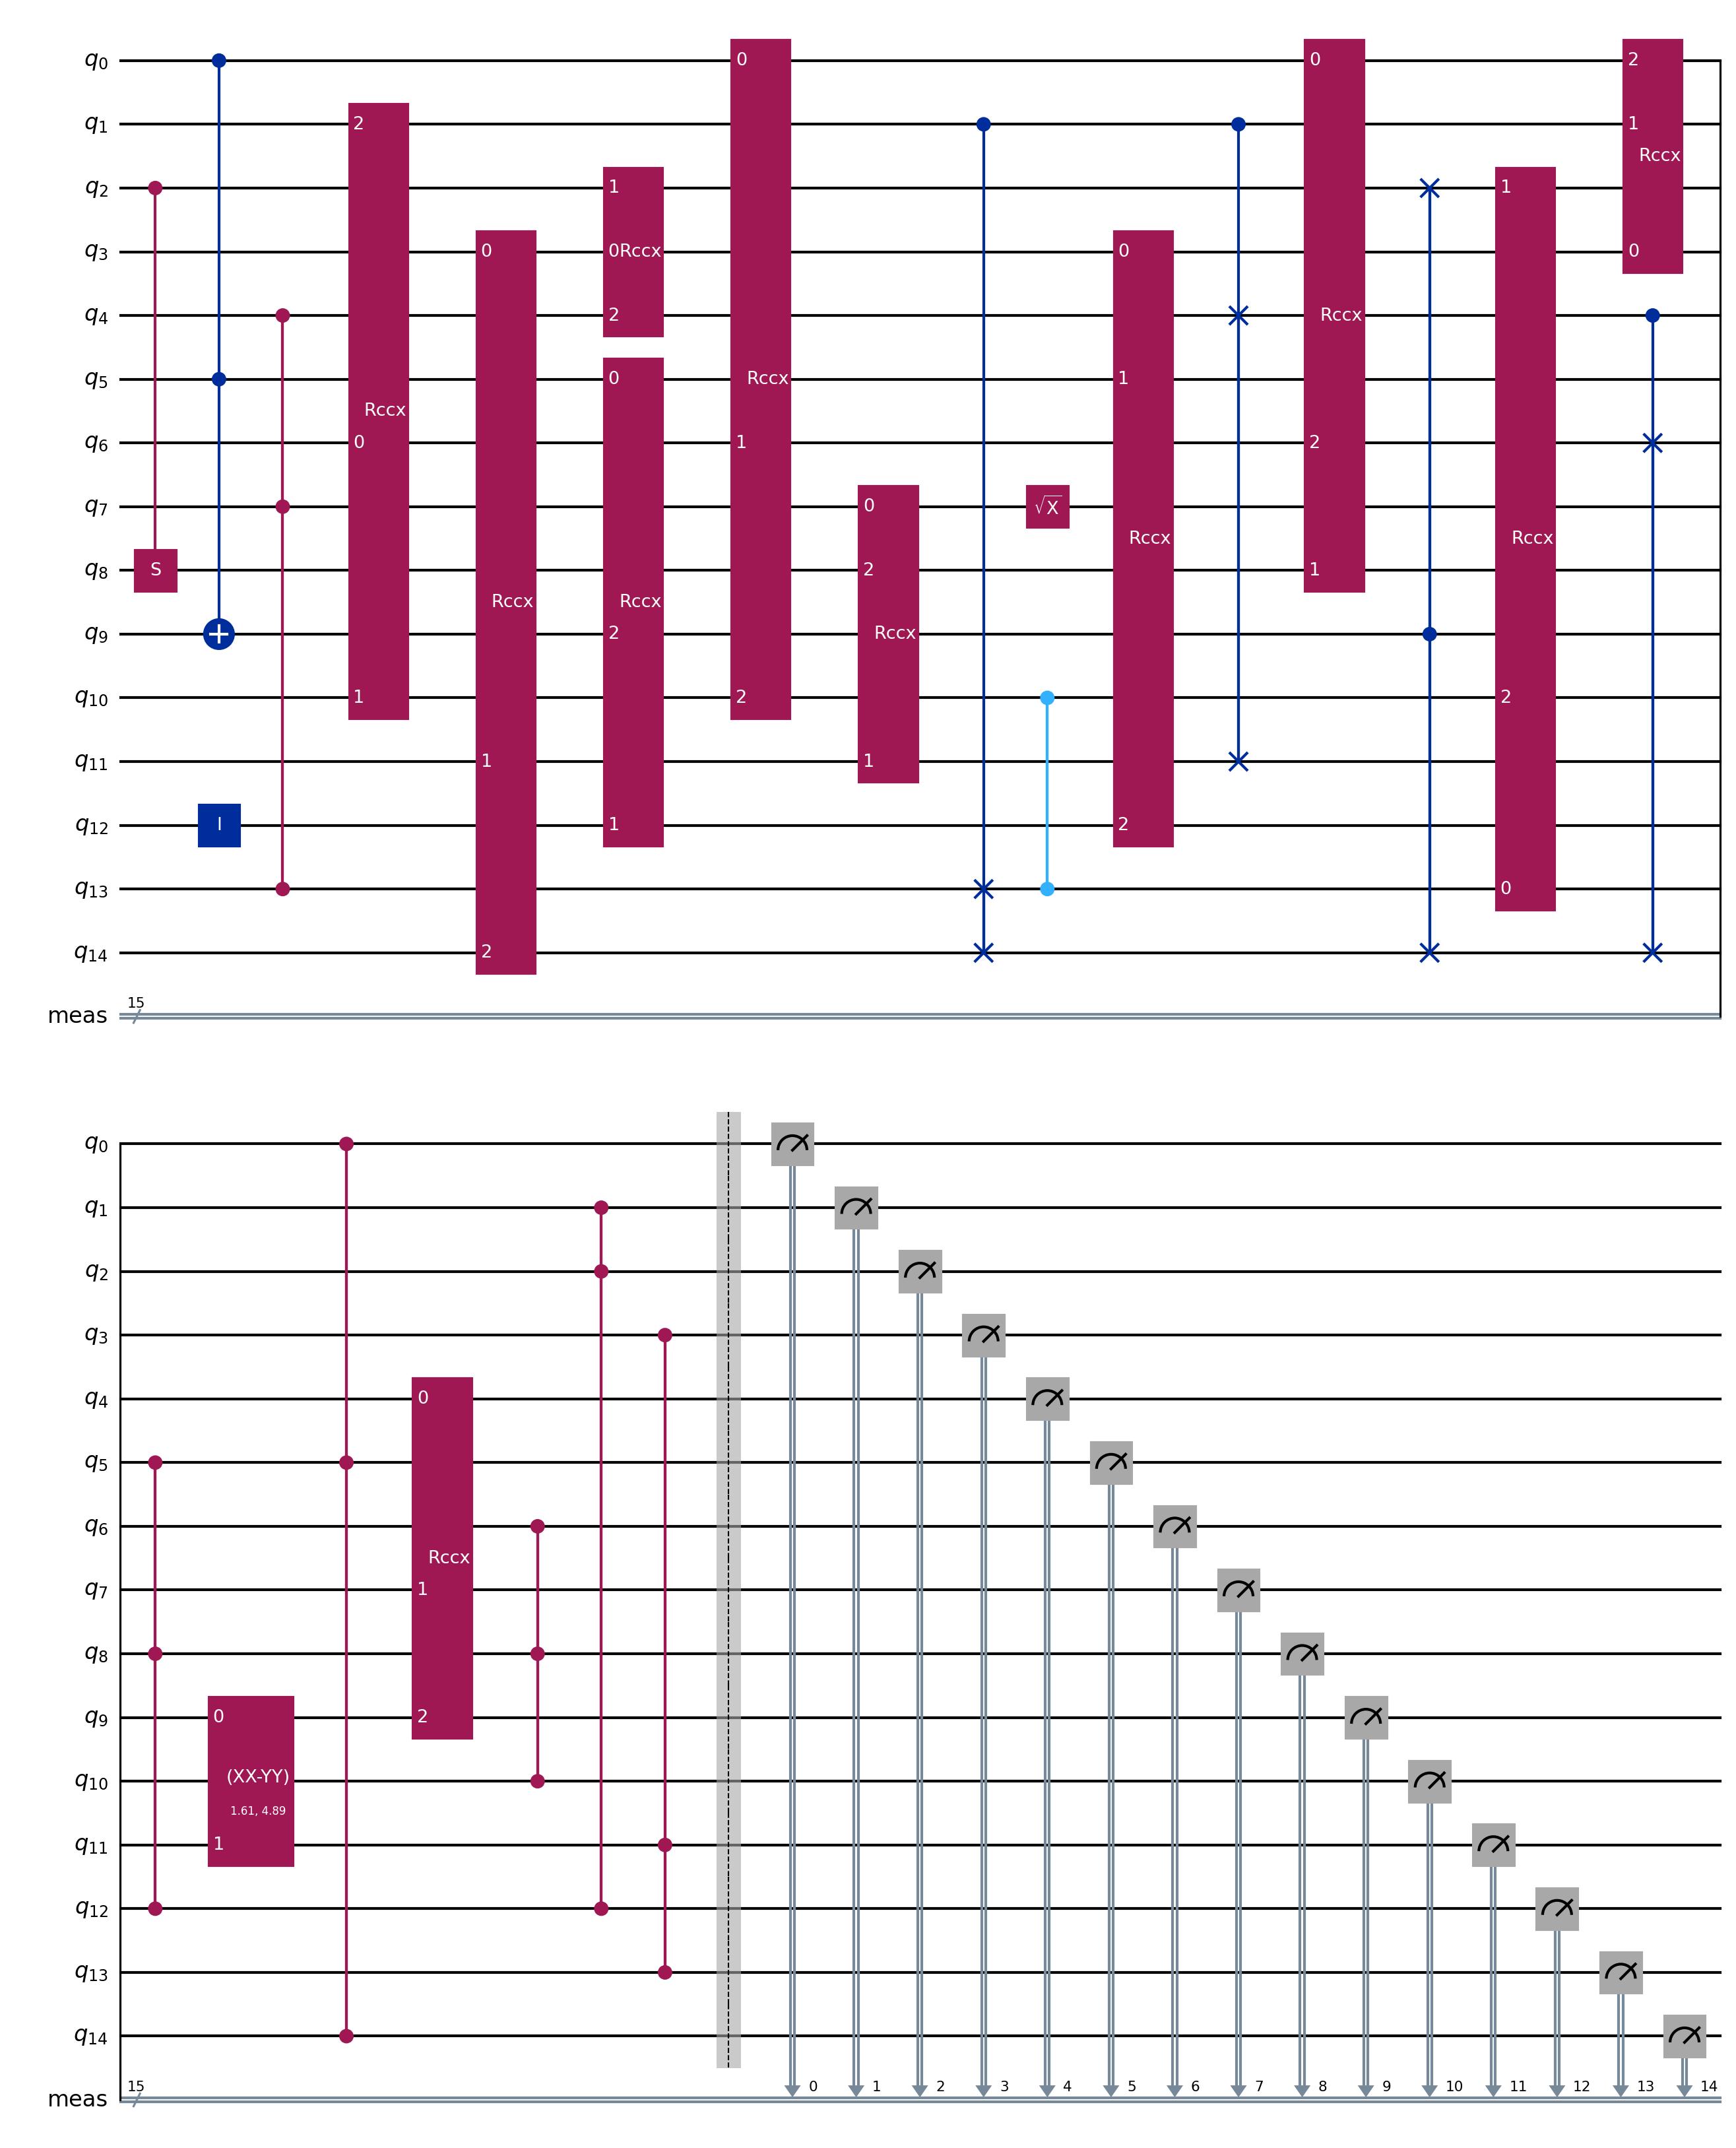 q0 0 0 2
q1 2 1
Rccx
q2 1 1
q3 0 0Rccx 0 0
q4 2 Rccx
q5 0 Rccx 1
Rccx
q6 0 1 2
q7 0 √X
Rccx Rccx
q8 S 2 1
Rccx Rccx
q9 2 Rccx
q10 1 2 2
q11 1 1
q12 I 1 2
q13 0
q14 2
15
meas
q0
q1
q2
q3
q4 0
q5
q6
Rccx
q7 1
q8
q9 0 2
q10 (XX-YY)
1.61, 4.89
q11 1
q12
q13
q14
15 0 1 2 3 4 5 6 7 8 9 10 11 12 13 14
meas